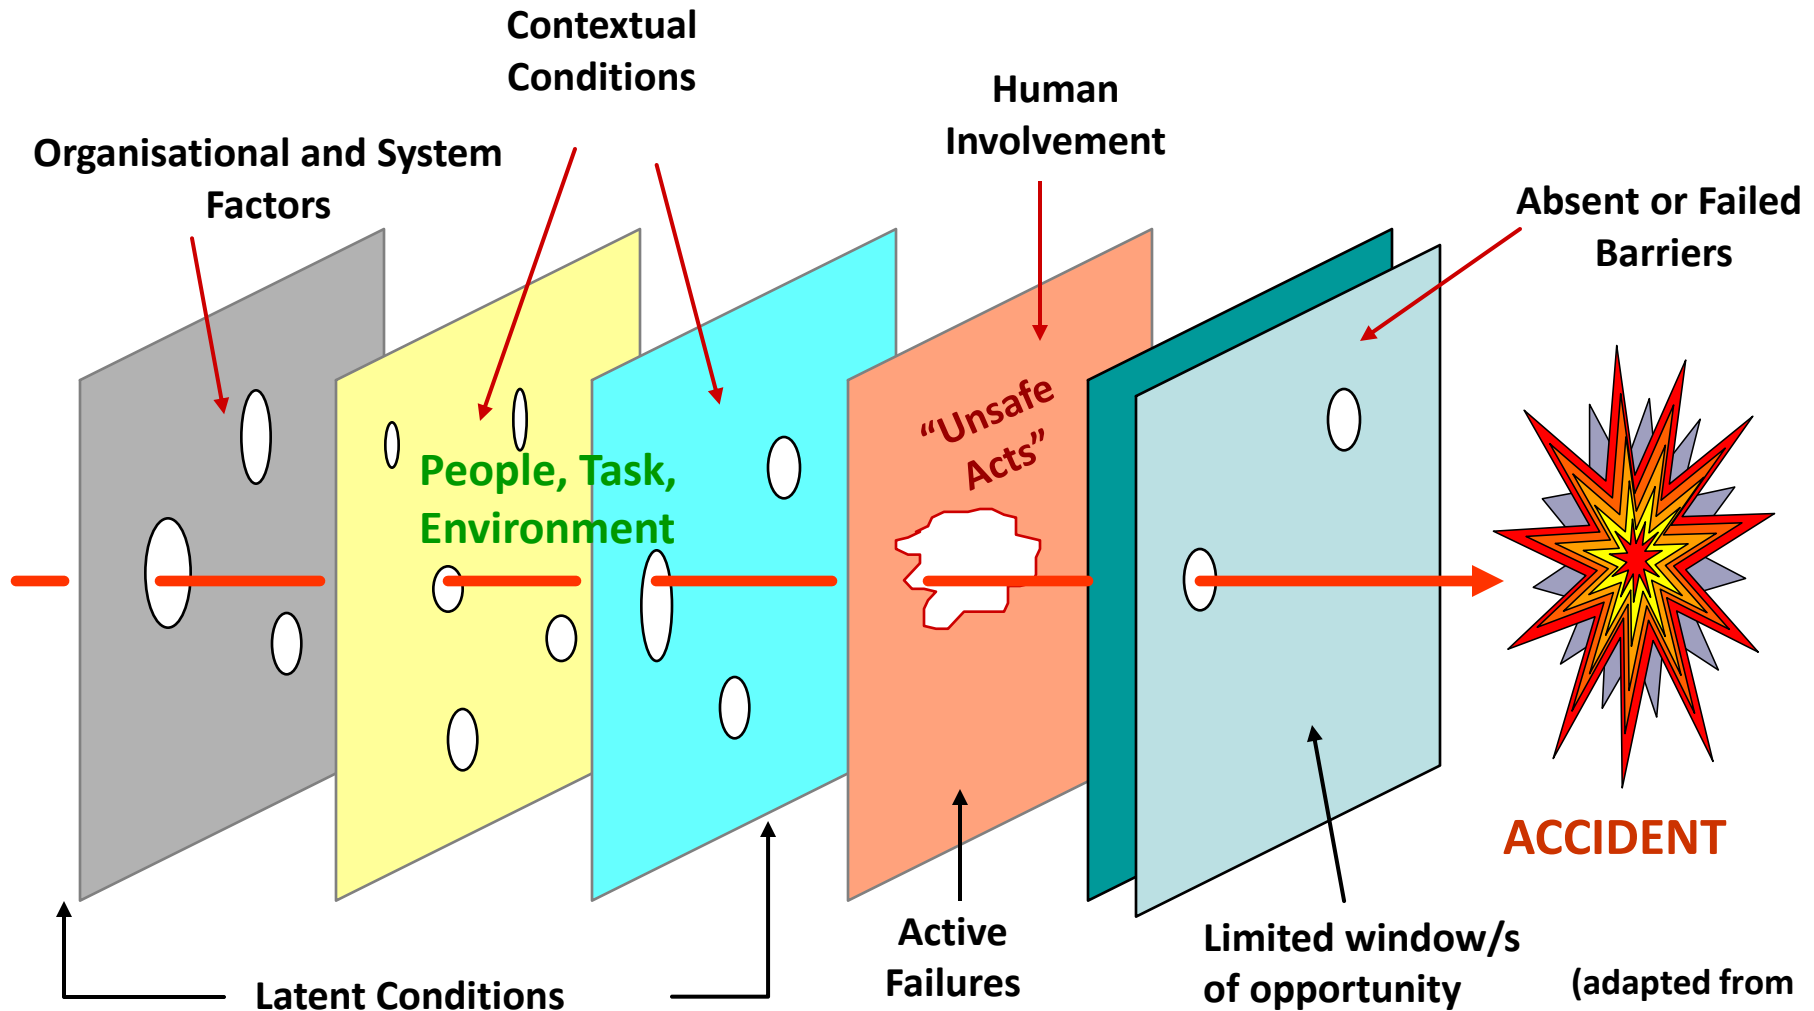 Contextual
Conditions
Human
Involvement
Organisational and System
Factors
Absent or Failed
Barriers
“Unsafe
Acts”
People, Task,
Environment
ACCIDENT
Active
Failures
Limited window/s
of opportunity
(adapted from
Latent Conditions